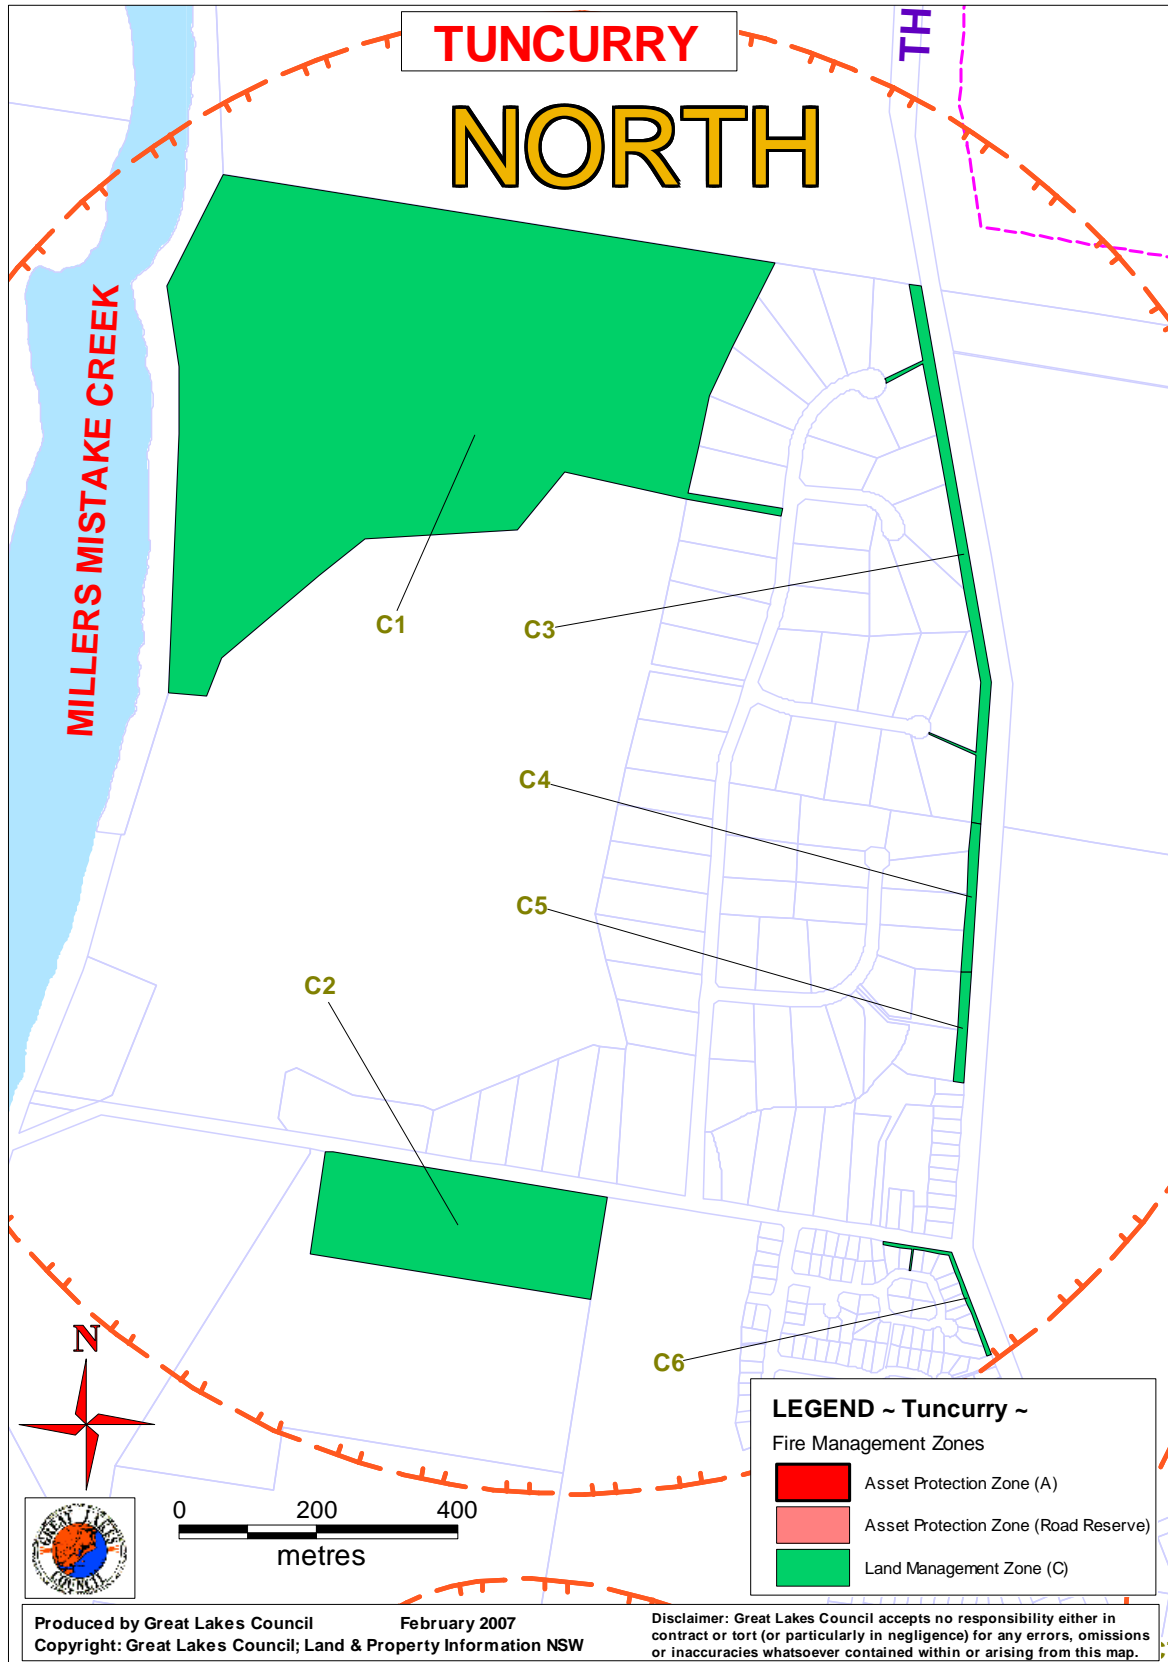 TUNCURRY
TH
NORTH
MILLERS MISTAKE CREEK
C1
C3
C4
C5
C2
C6
N
GREAT LAKES
COUNCIL
0 200 400
metres
LEGEND ~ Tuncurry ~
Fire Management Zones
Asset Protection Zone (A)
Asset Protection Zone (Road Reserve)
Land Management Zone (C)
Produced by Great Lakes Council February 2007
Copyright: Great Lakes Council; Land & Property Information NSW
Disclaimer: Great Lakes Council accepts no responsibility either in
contract or tort (or particularly in negligence) for any errors, omissions
or inaccuracies whatsoever contained within or arising from this map.